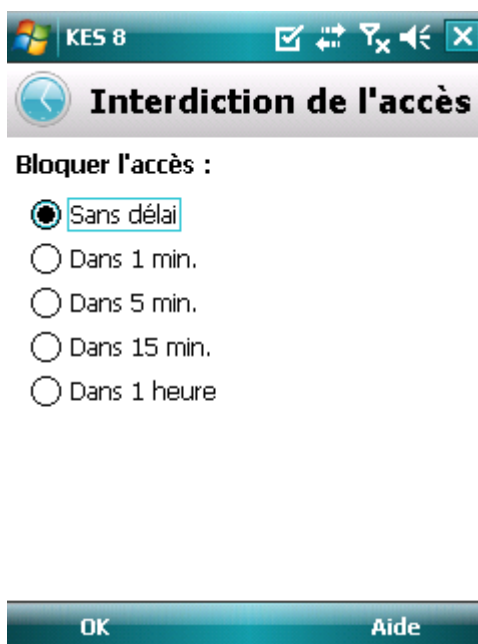 KES 8
Interdiction de l'accès
Bloquer l'accès :
Sans délai
Dans 1 min.
Dans 5 min.
Dans 15 min.
Dans 1 heure
OK Aide